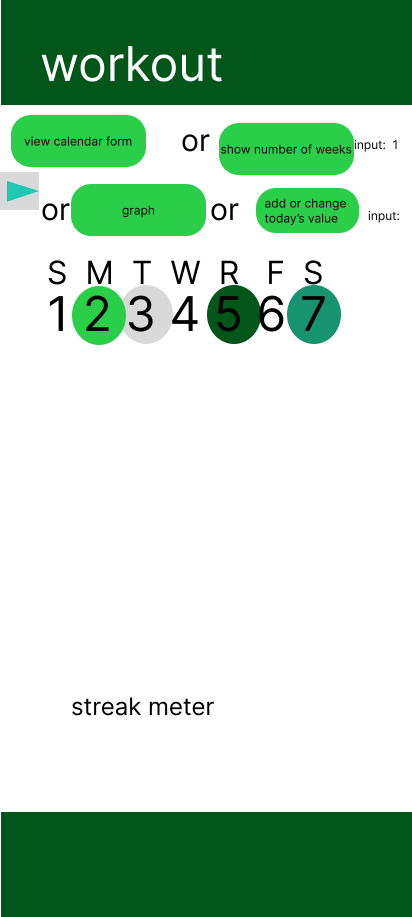 workout
view calendar form
or
show number of weeks
input: 1
or
graph
or
add or change
today's value
input:
S M T W R F S
1 2 3 4 5 6 7
streak meter